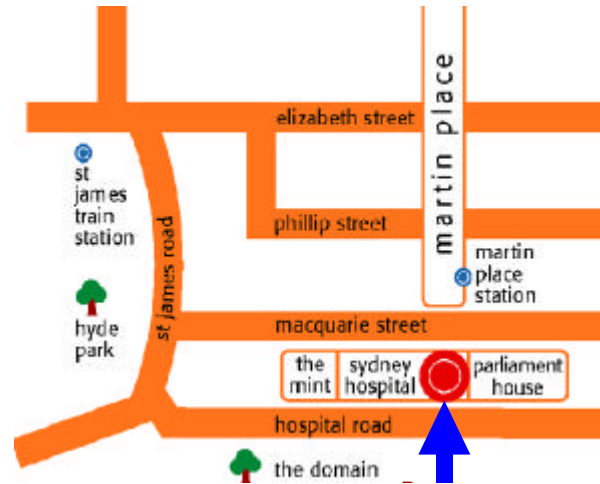 elizabeth street
martin place
st
james
train
station
phillip street
st james road
martin
place
station
hyde
park
macquarie street
the
mint
sydney
hospital
parliament
house
hospital road
the domain